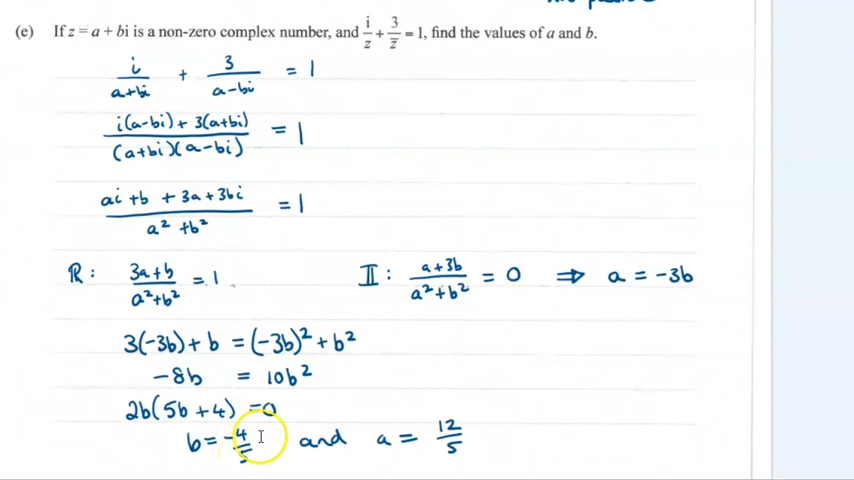 (e) If z = a + bi is a non-zero complex number, and i/z + 3/z̅ = 1, find the values of a and b.
i/(a+bi) + 3/(a-bi) = 1
(i(a-bi) + 3(a+bi))/((a+bi)(a-bi)) = 1
(ai + b + 3a + 3bi)/(a² + b²) = 1
R: (3a+b)/(a²+b²) = 1. II: (a+3b)/(a²+b²) = 0 ⇒ a = -3b
3(-3b) + b = (-3b)² + b²
-8b = 10b²
2b(5b + 4) = 0
b = -4/5 and a = 12/5